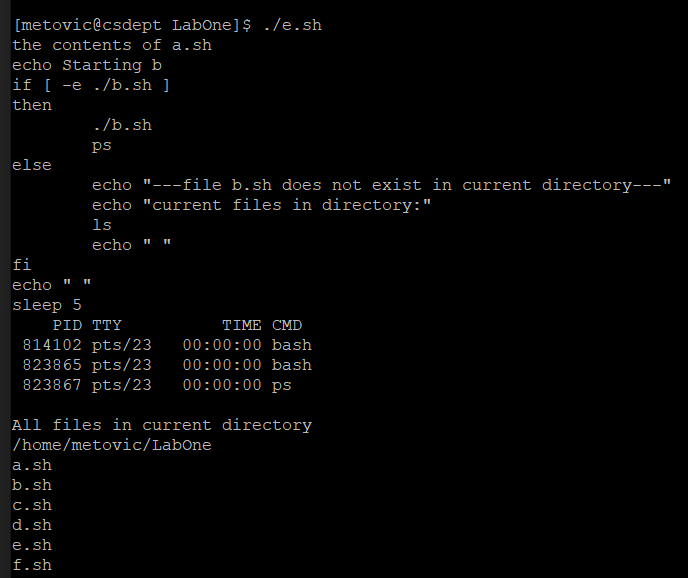 [metovic@csdept LabOne]$ ./e.sh
the contents of a.sh
echo Starting b
if [ -e ./b.sh ]
then
        ./b.sh
        ps
else
        echo "---file b.sh does not exist in current directory---"
        echo "current files in directory:"
        ls
        echo " "
fi
echo " "
sleep 5
    PID TTY          TIME CMD
 814102 pts/23   00:00:00 bash
 823865 pts/23   00:00:00 bash
 823867 pts/23   00:00:00 ps

All files in current directory
/home/metovic/LabOne
a.sh
b.sh
c.sh
d.sh
e.sh
f.sh